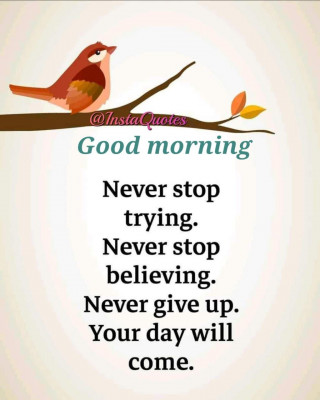 @InstaQuotes
Good morning
Never stop
trying.
Never stop
believing.
Never give up.
Your day will
come.